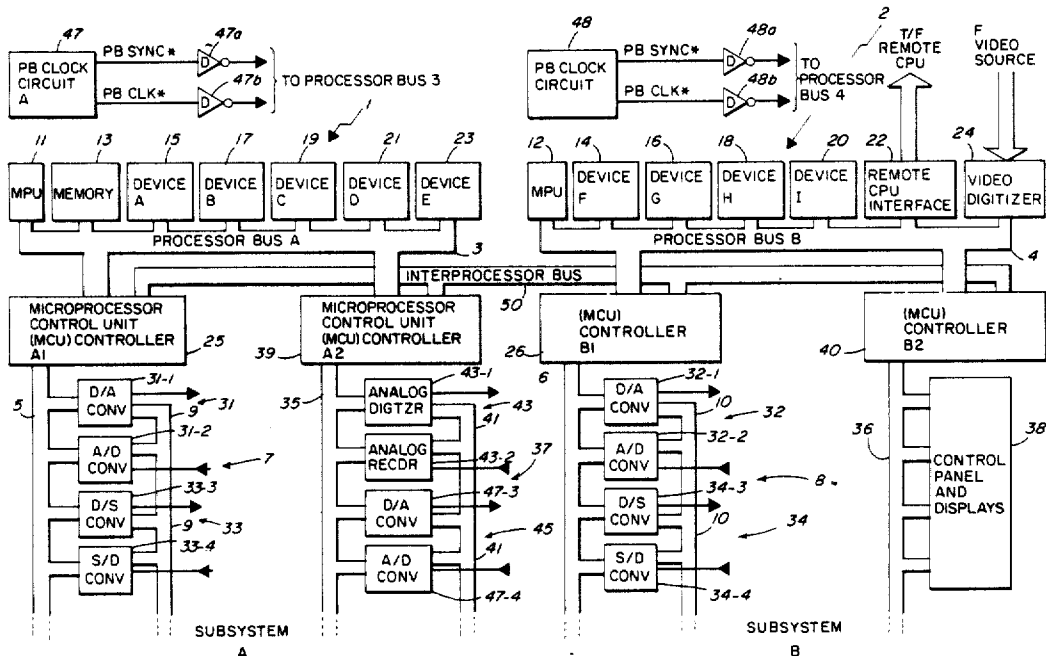 47
PB CLOCK
CIRCUIT
A
PB SYNC*
PB CLK*
47a
D
47b
D
TO PROCESSOR BUS 3
1
48
PB CLOCK
CIRCUIT
PB SYNC*
PB CLK*
48a
D
48b
D
TO
PROCESSOR
BUS 4
2
T/F
REMOTE
CPU
F
VIDEO
SOURCE
11
MPU
13
MEMORY
15
DEVICE
A
17
DEVICE
B
19
DEVICE
C
21
DEVICE
D
23
DEVICE
E
12
MPU
14
DEVICE
F
16
DEVICE
G
18
DEVICE
H
20
DEVICE
I
22
REMOTE
CPU
INTERFACE
24
VIDEO
DIGITIZER
PROCESSOR BUS A
3
PROCESSOR BUS B
4
INTERPROCESSOR BUS
50
MICROPROCESSOR
CONTROL UNIT
(MCU) CONTROLLER
A1
25
MICROPROCESSOR
CONTROL UNIT
(MCU) CONTROLLER
A2
39
(MCU)
CONTROLLER
B1
26
(MCU)
CONTROLLER
B2
40
5
31-1
D/A
CONV
9
31
31-2
A/D
CONV
7
33-3
D/S
CONV
9
33
33-4
S/D
CONV
35
43-1
ANALOG
DIGTZR
43
41
ANALOG
RECDR
43-2
37
47-3
D/A
CONV
45
41
A/D
CONV
47-4
6
32-1
D/A
CONV
10
32
32-2
A/D
CONV
8
34-3
D/S
CONV
10
34
S/D
CONV
34-4
36
38
CONTROL
PANEL
AND
DISPLAYS
SUBSYSTEM
A
SUBSYSTEM
B